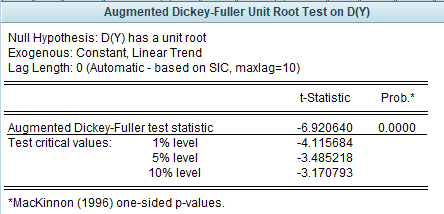 Augmented Dickey-Fuller Unit Root Test on D(Y)
Null Hypothesis: D(Y) has a unit root
Exogenous: Constant, Linear Trend
Lag Length: 0 (Automatic - based on SIC, maxlag=10)
t-Statistic Prob.*
Augmented Dickey-Fuller test statistic -6.920640 0.0000
Test critical values: 1% level -4.115684
5% level -3.485218
10% level -3.170793
*MacKinnon (1996) one-sided p-values.